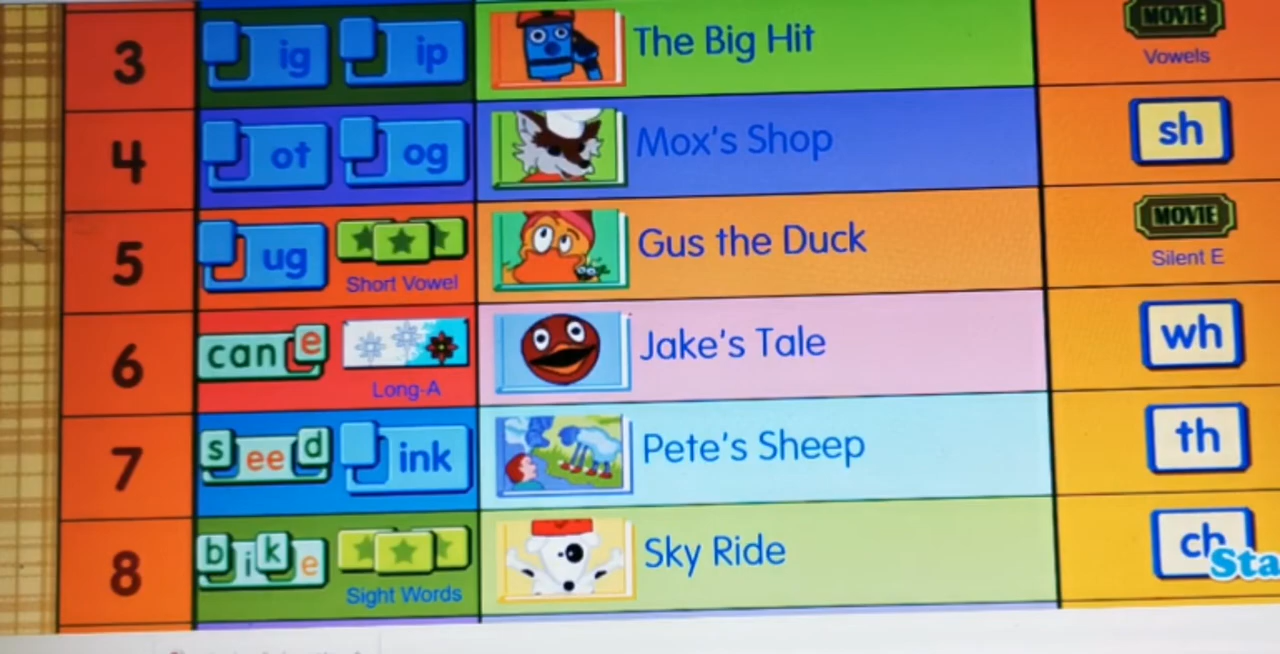 3 ig ip The Big Hit MOVIE
Vowels
4 ot og Mox's Shop sh
5 ug Gus the Duck MOVIE
Short Vowel Silent E
6 can e Jake's Tale wh
Long-A
7 s ee d ink Pete's Sheep th
8 b i k e Sky Ride ch
Sight Words Sta